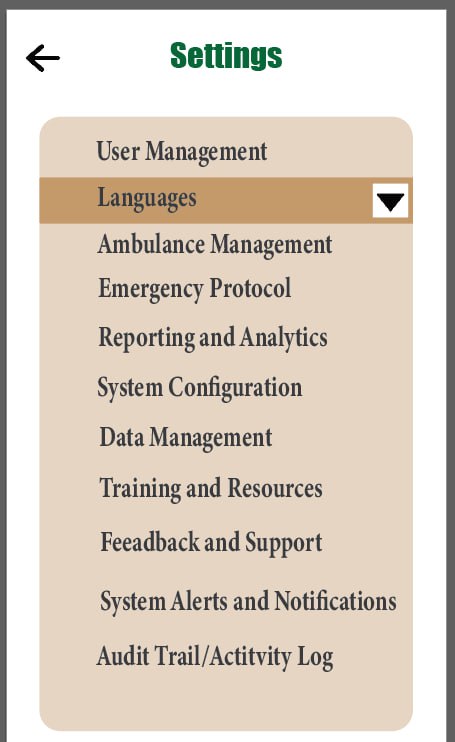 Settings
User Management
Languages
Ambulance Management
Emergency Protocol
Reporting and Analytics
System Configuration
Data Management
Training and Resources
Feeadback and Support
System Alerts and Notifications
Audit Trail/Actitvity Log